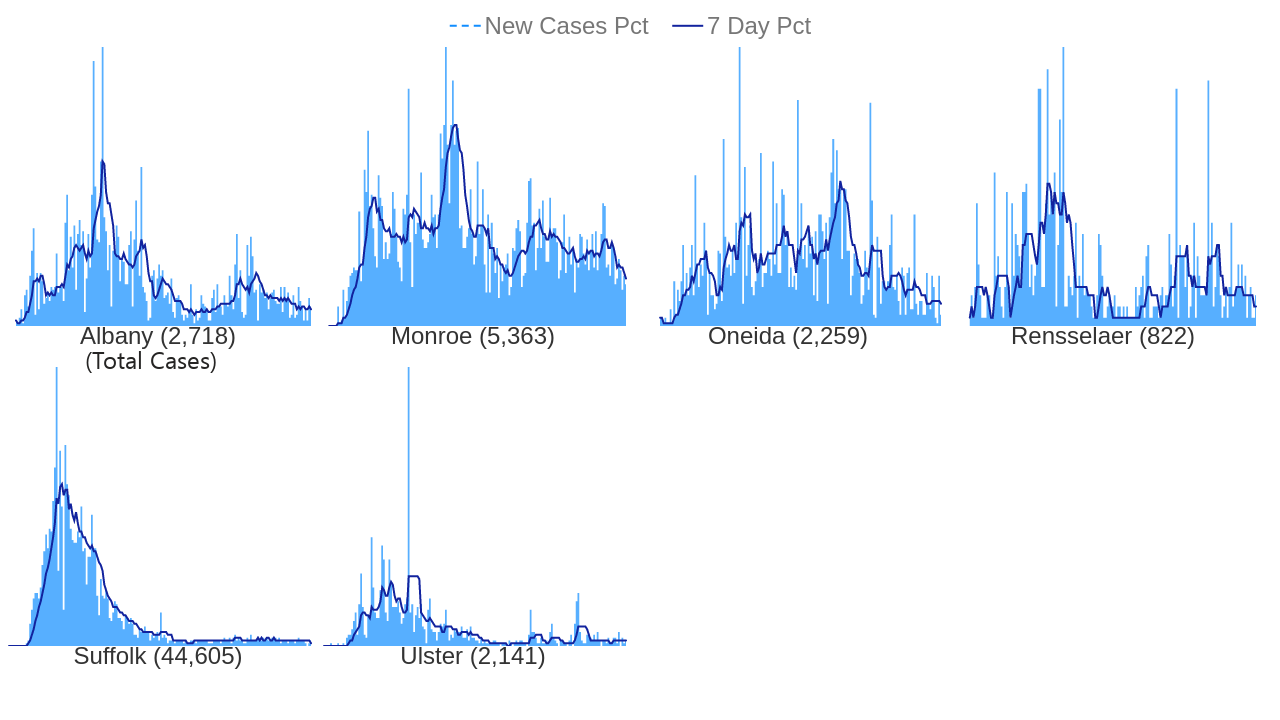 New Cases Pct 7 Day Pct
Albany (2,718) Monroe (5,363) Oneida (2,259) Rensselaer (822)
(Total Cases)
Suffolk (44,605) Ulster (2,141)